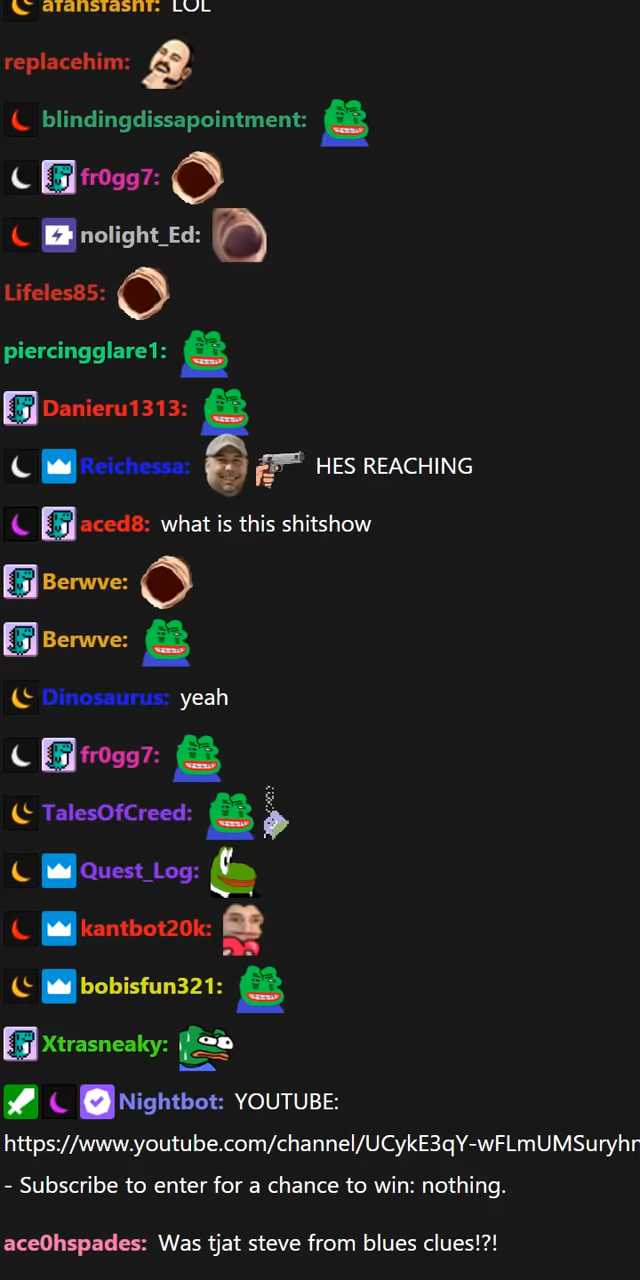 afansfashf: LOL
replacehim:
blindingdissapointment:
fr0gg7:
nolight_Ed:
Lifeles85:
piercingglare1:
Danieru1313:
Reichessa: HES REACHING
aced8: what is this shitshow
Berwve:
Berwve:
Dinosaurus: yeah
fr0gg7:
TalesOfCreed:
Quest_Log:
kantbot20k:
bobisfun321:
Xtrasneaky:
Nightbot: YOUTUBE:
https://www.youtube.com/channel/UCykE3qY-wFLmUMSuryhn
- Subscribe to enter for a chance to win: nothing.
ace0hspades: Was tjat steve from blues clues!?!